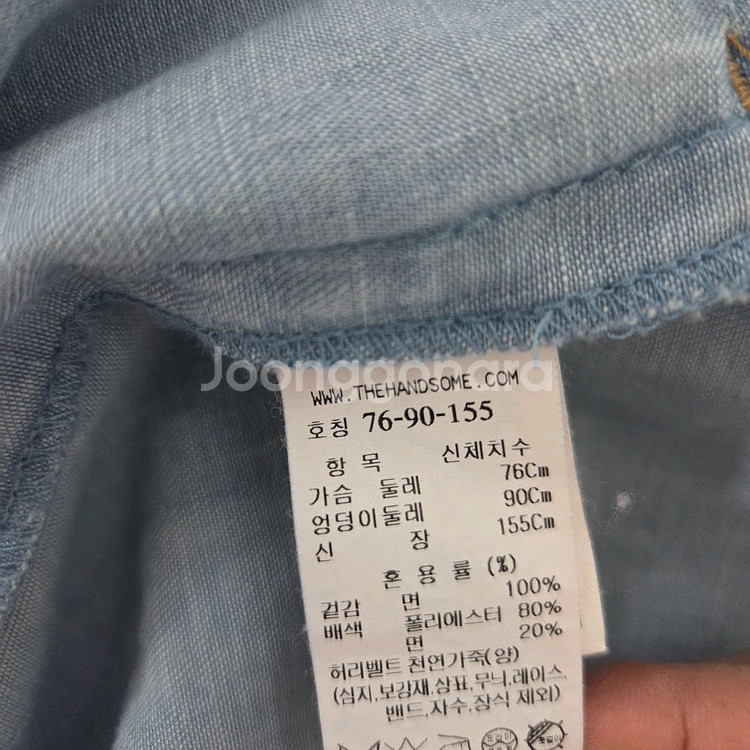 Joonggonara
WWW.THEHANDSOME.COM
호칭 76-90-155
항 목 신체치수
가슴 둘레 76Cm
엉덩이둘레 90Cm
신 장 155Cm
혼 용 률 (%)
겉감 면 100%
배색 폴리에스터 80%
면 20%
허리벨트 천연가죽(양)
(심지,보강재,상표,무늬,레이스,
밴드,자수,장식 제외)